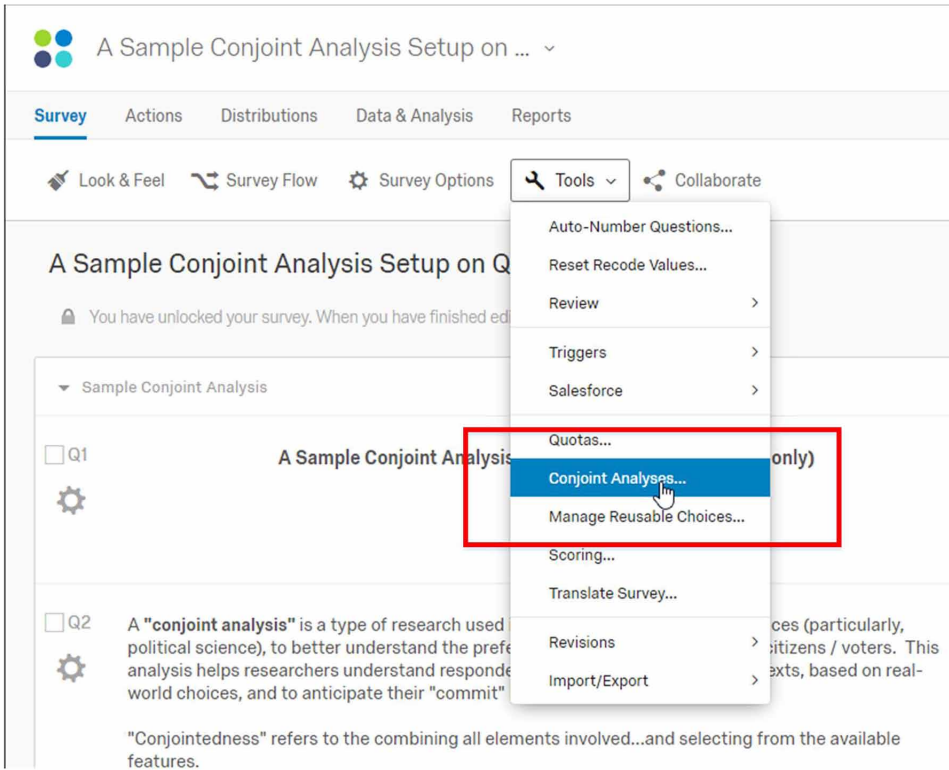 A Sample Conjoint Analysis Setup on ...
Survey Actions Distributions Data & Analysis Reports
Look & Feel Survey Flow Survey Options Tools Collaborate
Auto-Number Questions...
Reset Recode Values...
Review
Triggers
Salesforce
Quotas...
Conjoint Analyses...
Manage Reusable Choices...
Scoring...
Translate Survey...
Revisions
Import/Export
A Sample Conjoint Analysis Setup on Q
You have unlocked your survey. When you have finished edi
Sample Conjoint Analysis
Q1
A Sample Conjoint Analysis only)
Q2
A "conjoint analysis" is a type of research used ces (particularly,
political science), to better understand the prefe citizens / voters. This
analysis helps researchers understand responde exts, based on real-
world choices, and to anticipate their "commit"
"Conjointedness" refers to the combining all elements involved...and selecting from the available
features.